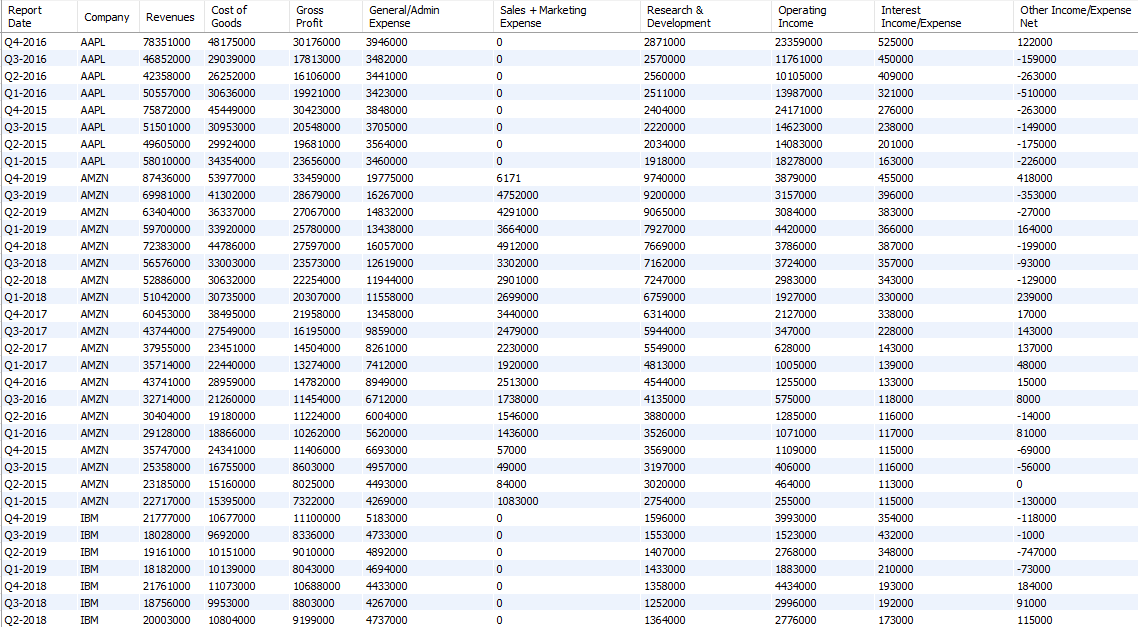 Report Date Company Revenues Cost of Goods Gross Profit General/Admin Expense Sales + Marketing Expense Research & Development Operating Income Interest Income/Expense Other Income/Expense Net
Q4-2016 AAPL 78351000 48175000 30176000 3946000 0 2871000 23359000 525000 122000
Q3-2016 AAPL 46852000 29039000 17813000 3482000 0 2570000 11761000 450000 -159000
Q2-2016 AAPL 42358000 26252000 16106000 3441000 0 2560000 10105000 409000 -263000
Q1-2016 AAPL 50557000 30636000 19921000 3423000 0 2511000 13987000 321000 -510000
Q4-2015 AAPL 75872000 45449000 30423000 3848000 0 2404000 24171000 276000 -263000
Q3-2015 AAPL 51501000 30953000 20548000 3705000 0 2220000 14623000 238000 -149000
Q2-2015 AAPL 49605000 29924000 19681000 3564000 0 2034000 14083000 201000 -175000
Q1-2015 AAPL 58010000 34354000 23656000 3460000 0 1918000 18278000 163000 -226000
Q4-2019 AMZN 87436000 53977000 33459000 19775000 6171 9740000 3879000 455000 418000
Q3-2019 AMZN 69981000 41302000 28679000 16267000 4752000 9200000 3157000 396000 -353000
Q2-2019 AMZN 63404000 36337000 27067000 14832000 4291000 9065000 3084000 383000 -27000
Q1-2019 AMZN 59700000 33920000 25780000 13438000 3664000 7927000 4420000 366000 164000
Q4-2018 AMZN 72383000 44786000 27597000 16057000 4912000 7669000 3786000 387000 -199000
Q3-2018 AMZN 56576000 33003000 23573000 12619000 3302000 7162000 3724000 357000 -93000
Q2-2018 AMZN 52886000 30632000 22254000 11944000 2901000 7247000 2983000 343000 -129000
Q1-2018 AMZN 51042000 30735000 20307000 11558000 2699000 6759000 1927000 330000 239000
Q4-2017 AMZN 60453000 38495000 21958000 13458000 3440000 6314000 2127000 338000 17000
Q3-2017 AMZN 43744000 27549000 16195000 9859000 2479000 5944000 347000 228000 143000
Q2-2017 AMZN 37955000 23451000 14504000 8261000 2230000 5549000 628000 143000 137000
Q1-2017 AMZN 35714000 22440000 13274000 7412000 1920000 4813000 1005000 139000 48000
Q4-2016 AMZN 43741000 28959000 14782000 8949000 2513000 4544000 1255000 133000 15000
Q3-2016 AMZN 32714000 21260000 11454000 6712000 1738000 4135000 575000 118000 8000
Q2-2016 AMZN 30404000 19180000 11224000 6004000 1546000 3880000 1285000 116000 -14000
Q1-2016 AMZN 29128000 18866000 10262000 5620000 1436000 3526000 1071000 117000 81000
Q4-2015 AMZN 35747000 24341000 11406000 6693000 57000 3569000 1109000 115000 -69000
Q3-2015 AMZN 25358000 16755000 8603000 4957000 49000 3197000 406000 116000 -56000
Q2-2015 AMZN 23185000 15160000 8025000 4493000 84000 3020000 464000 113000 0
Q1-2015 AMZN 22717000 15395000 7322000 4269000 1083000 2754000 255000 115000 -130000
Q4-2019 IBM 21777000 10677000 11100000 5183000 0 1596000 3993000 354000 -118000
Q3-2019 IBM 18028000 9692000 8336000 4733000 0 1553000 1523000 432000 -1000
Q2-2019 IBM 19161000 10151000 9010000 4892000 0 1407000 2768000 348000 -747000
Q1-2019 IBM 18182000 10139000 8043000 4694000 0 1433000 1883000 210000 -73000
Q4-2018 IBM 21761000 11073000 10688000 4433000 0 1358000 4434000 193000 184000
Q3-2018 IBM 18756000 9953000 8803000 4267000 0 1252000 2996000 192000 91000
Q2-2018 IBM 20003000 10804000 9199000 4737000 0 1364000 2776000 173000 115000